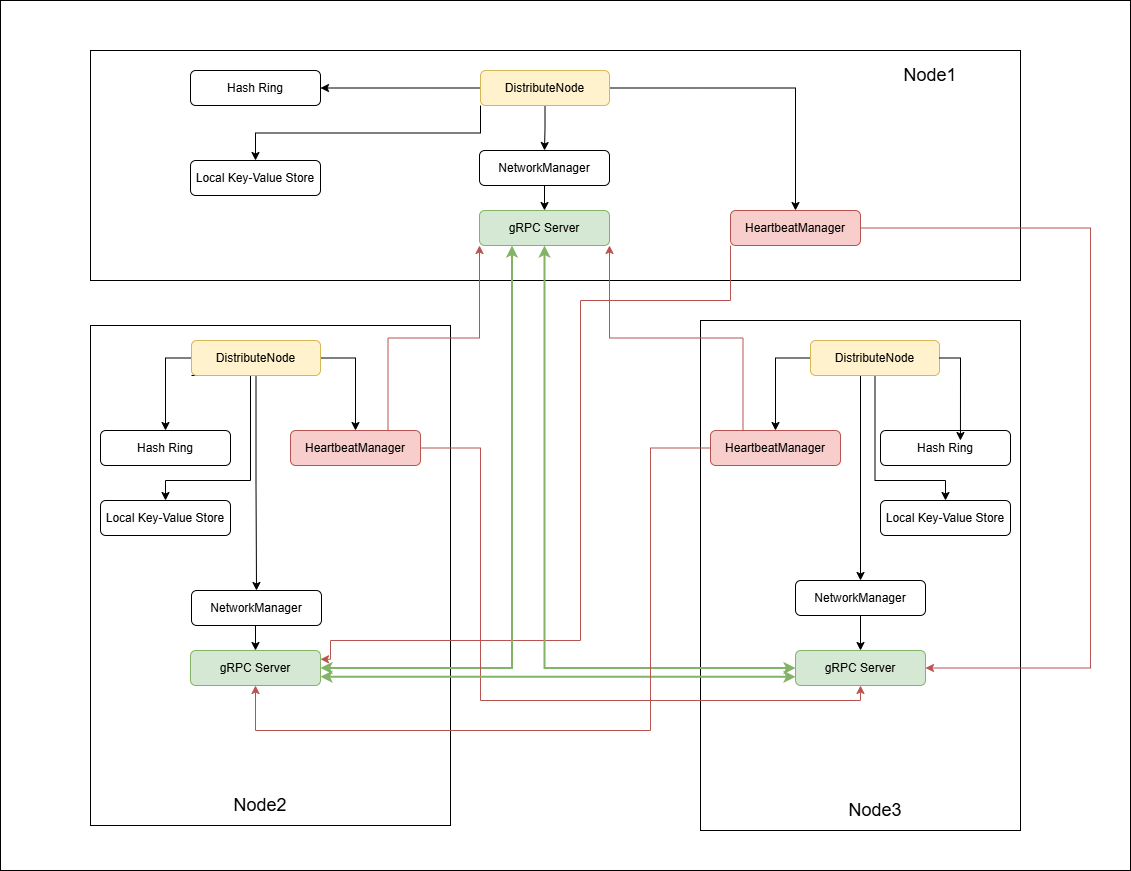 Node1
Hash Ring
DistributeNode
NetworkManager
Local Key-Value Store
gRPC Server
HeartbeatManager
DistributeNode
Hash Ring
HeartbeatManager
Local Key-Value Store
NetworkManager
gRPC Server
Node2
DistributeNode
HeartbeatManager
Hash Ring
Local Key-Value Store
NetworkManager
gRPC Server
Node3